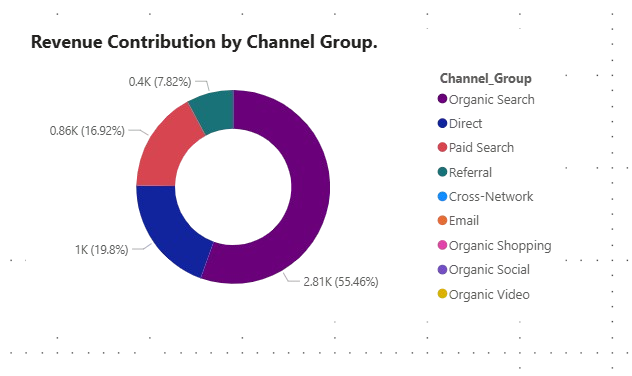 Revenue Contribution by Channel Group.
0.4K (7.82%)
0.86K (16.92%)
1K (19.8%)
2.81K (55.46%)
Channel_Group
Organic Search
Direct
Paid Search
Referral
Cross-Network
Email
Organic Shopping
Organic Social
Organic Video